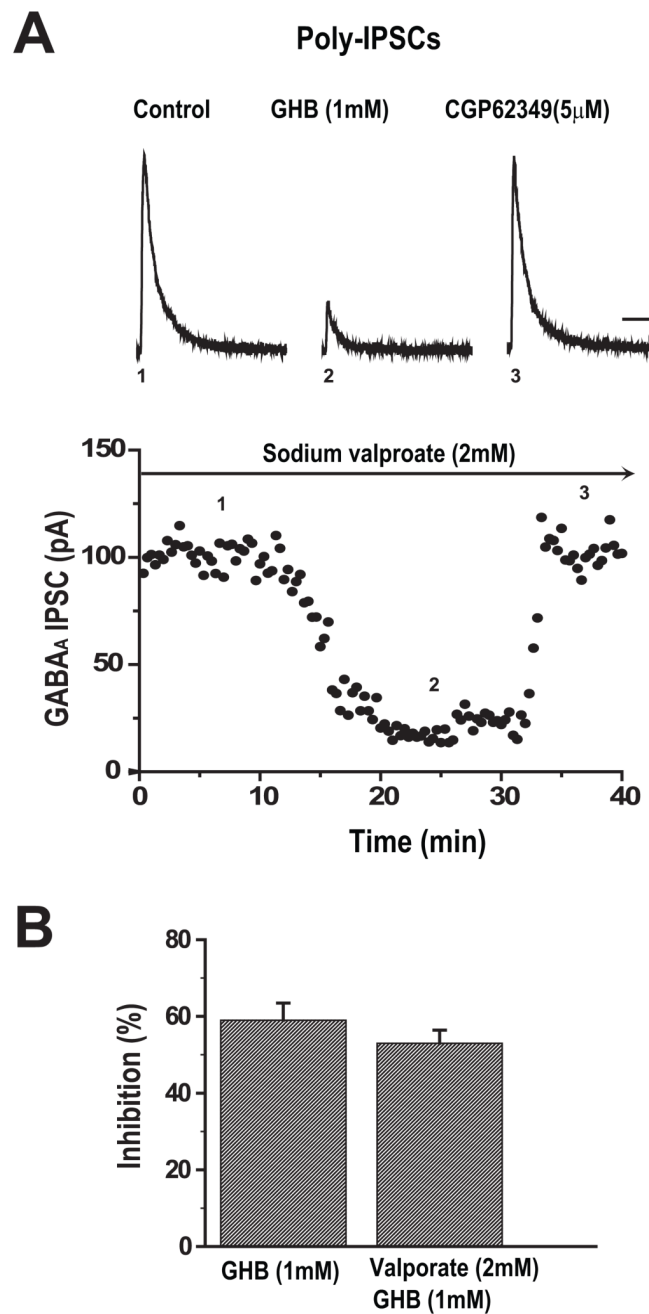 A
Poly-IPSCs
Control GHB (1mM) CGP62349(5μM)
1 2 3
Sodium valproate (2mM)
1 2 3
GABAA IPSC (pA)
150
100
50
0
0 10 20 30 40
Time (min)
B
Inhibition (%)
80
60
40
20
0
GHB (1mM) Valporate (2mM)
GHB (1mM)